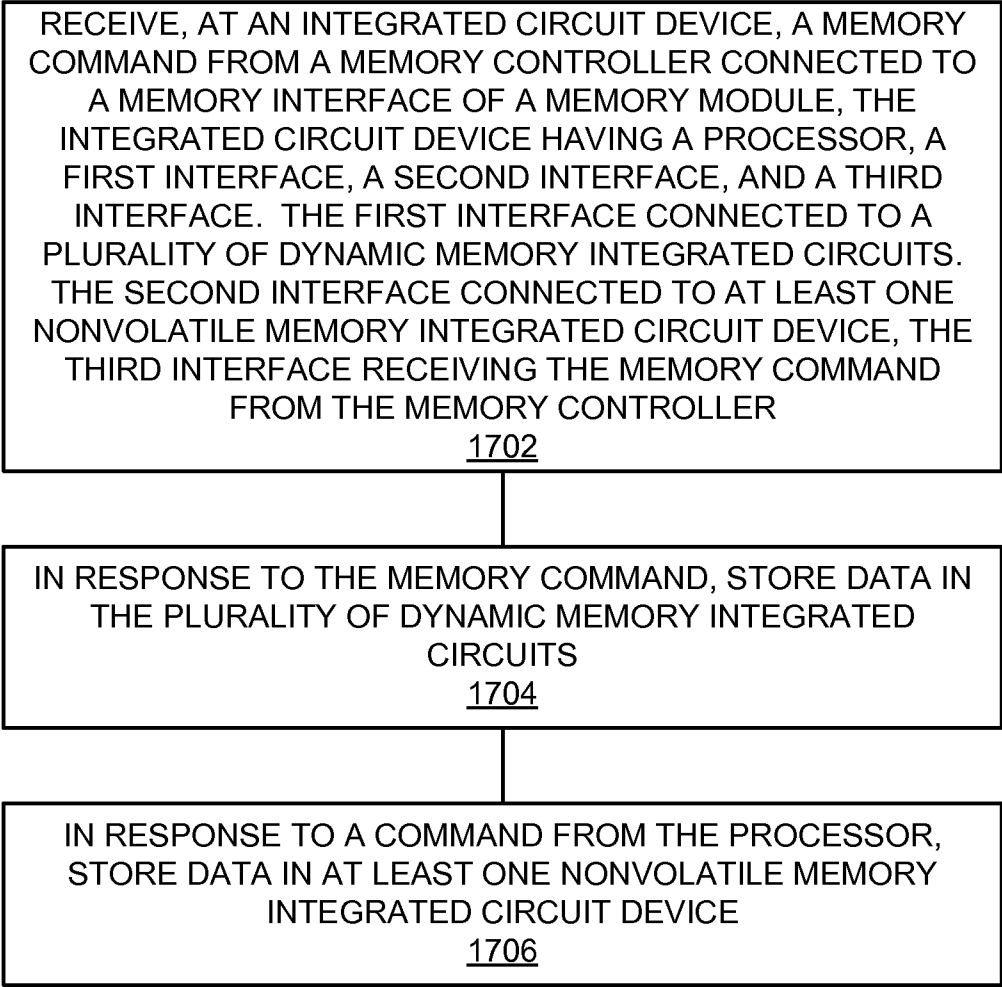 RECEIVE, AT AN INTEGRATED CIRCUIT DEVICE, A MEMORY
COMMAND FROM A MEMORY CONTROLLER CONNECTED TO
A MEMORY INTERFACE OF A MEMORY MODULE, THE
INTEGRATED CIRCUIT DEVICE HAVING A PROCESSOR, A
FIRST INTERFACE, A SECOND INTERFACE, AND A THIRD
INTERFACE. THE FIRST INTERFACE CONNECTED TO A
PLURALITY OF DYNAMIC MEMORY INTEGRATED CIRCUITS.
THE SECOND INTERFACE CONNECTED TO AT LEAST ONE
NONVOLATILE MEMORY INTEGRATED CIRCUIT DEVICE, THE
THIRD INTERFACE RECEIVING THE MEMORY COMMAND
FROM THE MEMORY CONTROLLER
1702
IN RESPONSE TO THE MEMORY COMMAND, STORE DATA IN
THE PLURALITY OF DYNAMIC MEMORY INTEGRATED
CIRCUITS
1704
IN RESPONSE TO A COMMAND FROM THE PROCESSOR,
STORE DATA IN AT LEAST ONE NONVOLATILE MEMORY
INTEGRATED CIRCUIT DEVICE
1706